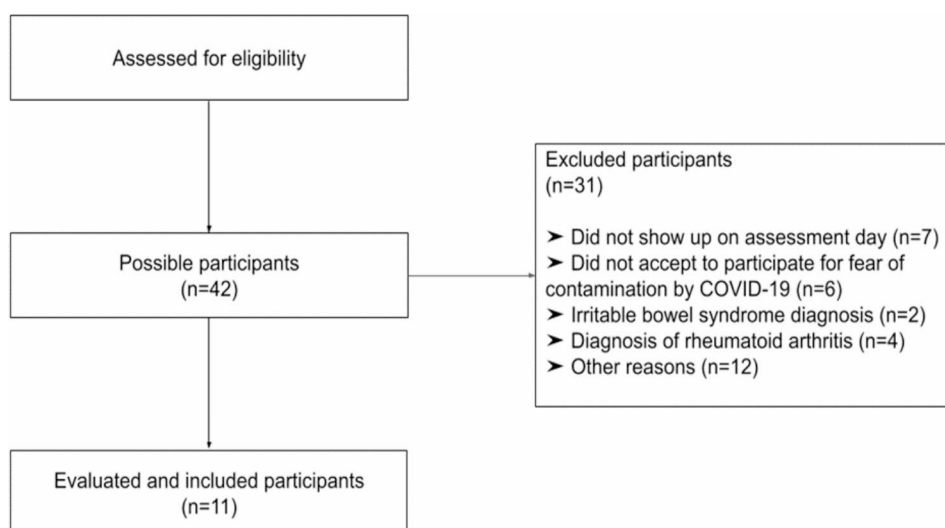 Assessed for eligibility
Possible participants
(n=42)
Excluded participants
(n=31)
➤ Did not show up on assessment day (n=7)
➤ Did not accept to participate for fear of
contamination by COVID-19 (n=6)
➤ Irritable bowel syndrome diagnosis (n=2)
➤ Diagnosis of rheumatoid arthritis (n=4)
➤ Other reasons (n=12)
Evaluated and included participants
(n=11)